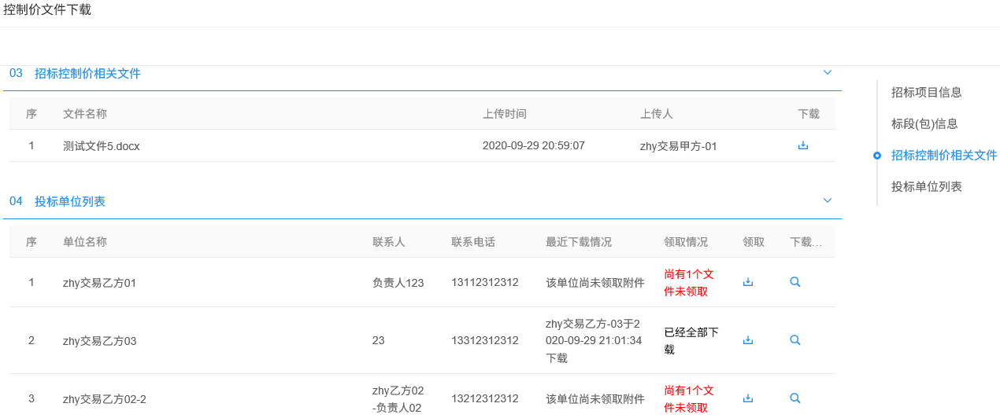 控制价文件下载
03 招标控制价相关文件
序 文件名称 上传时间 上传人 下载
1 测试文件5.docx 2020-09-29 20:59:07 zhy交易甲方-01
04 投标单位列表
序 单位名称 联系人 联系电话 最近下载情况 领取情况 领取 下载...
1 zhy交易乙方01 负责人123 13112312312 该单位尚未领取附件 尚有1个文
件未领取
2 zhy交易乙方03 23 13312312312 zhy交易乙方-03于2
020-09-29 21:01:34
下载 已经全部下
载
3 zhy交易乙方02-2 zhy乙方02
-负责人02 13212312312 该单位尚未领取附件 尚有1个文
件未领取
招标项目信息
标段(包)信息
招标控制价相关文件
投标单位列表